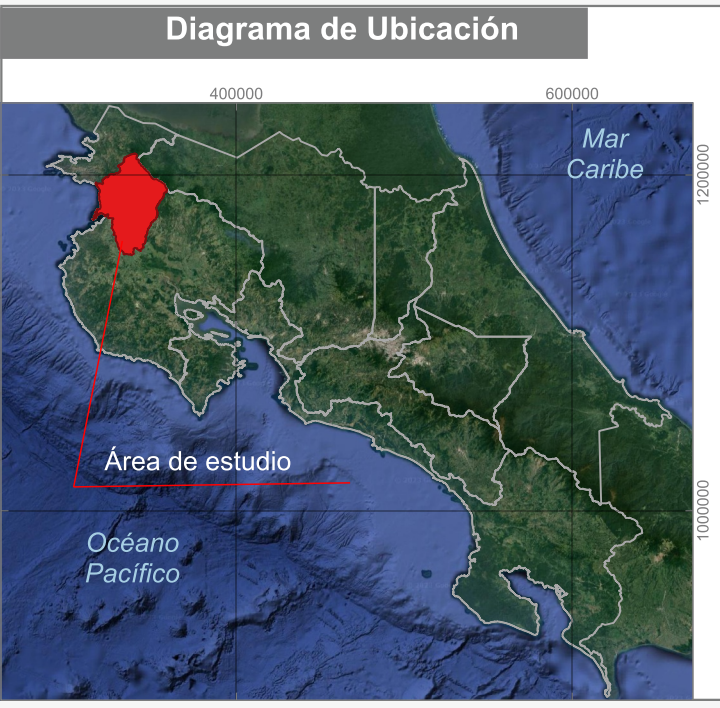 Diagrama de Ubicación
400000
600000
Mar
Caribe
1200000
Área de estudio
1000000
Océano
Pacífico